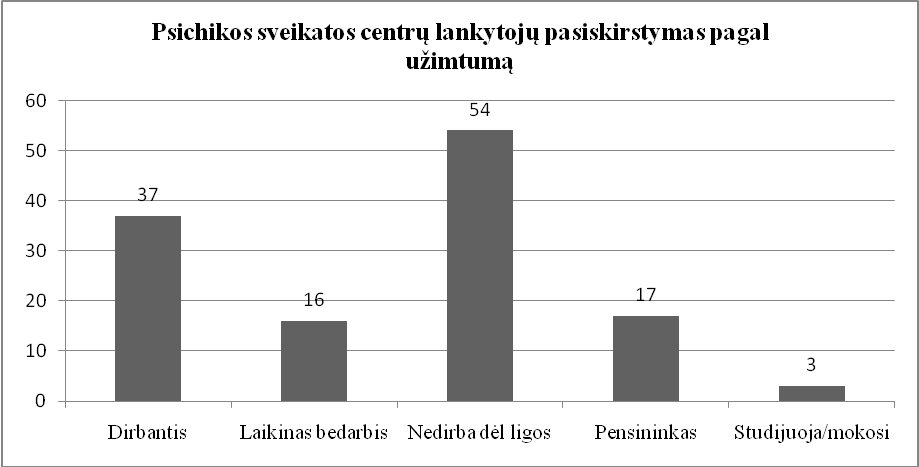 Psichikos sveikatos centrų lankytojų pasiskirstymas pagal
užimtumą
60
50
40
30
20
10
0
37
16
54
17
3
Dirbantis
Laikinas bedarbis
Nedirba dėl ligos
Pensininkas
Studijuoja/mokosi